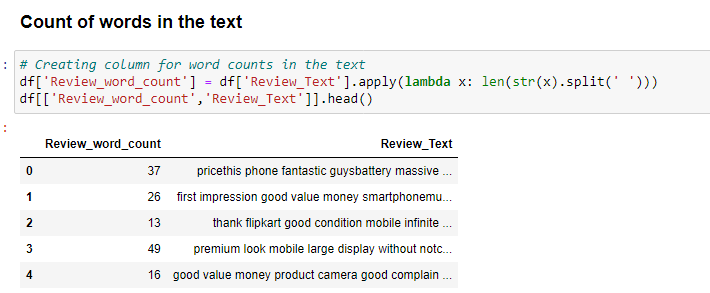 Count of words in the text
: # Creating column for word counts in the text
df['Review_word_count'] = df['Review_Text'].apply(lambda x: len(str(x).split(' ')))
df[['Review_word_count','Review_Text']].head()
:
Review_word_count Review_Text
0 37 pricethis phone fantastic guysbattery massive ...
1 26 first impression good value money smartphonemu...
2 13 thank flipkart good condition mobile infinite ...
3 49 premium look mobile large display without notc...
4 16 good value money product camera good complain ...